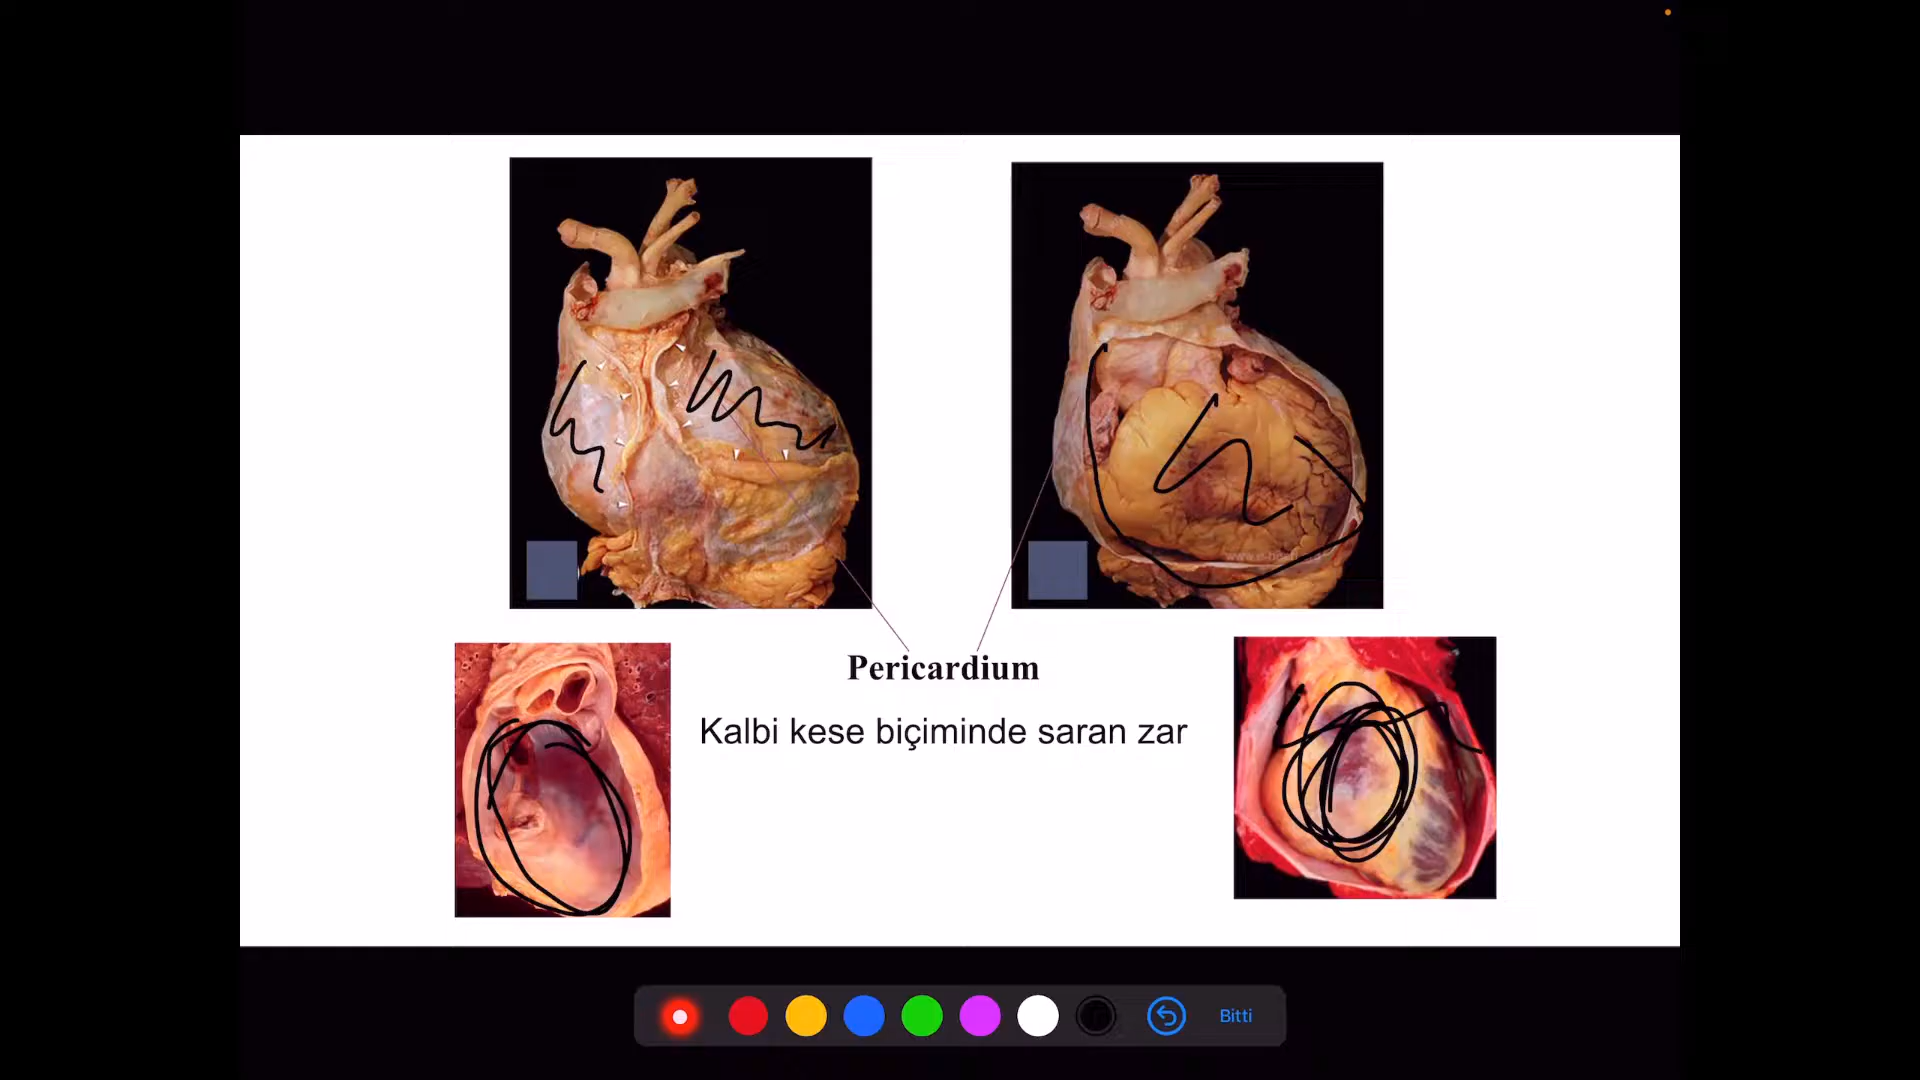 Pericardium
Kalbi kese biçiminde saran zar
Bitti